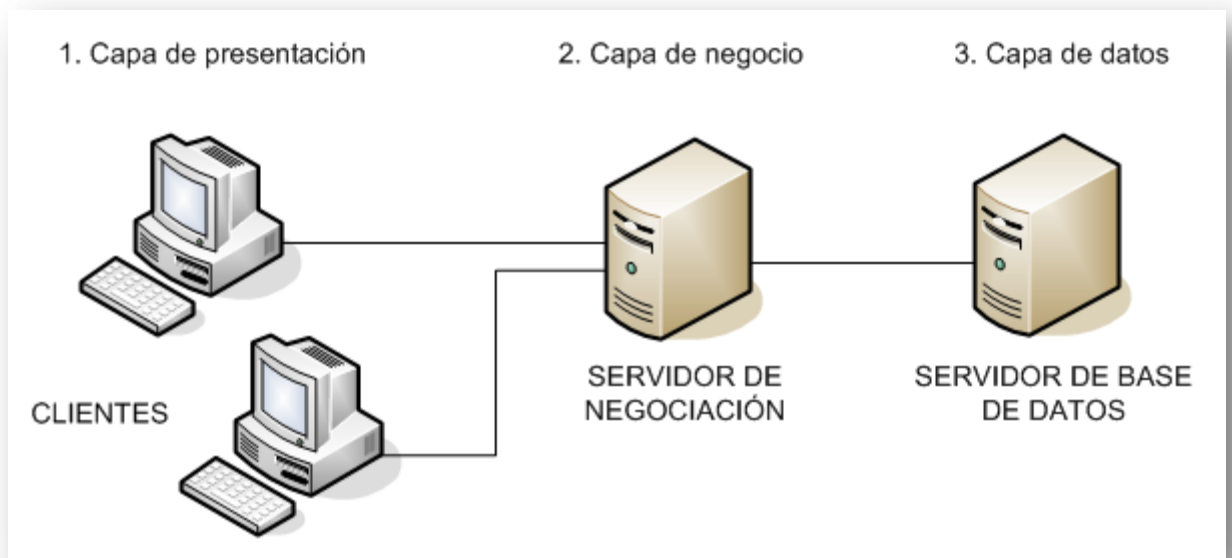 1. Capa de presentación
2. Capa de negocio
3. Capa de datos
CLIENTES
SERVIDOR DE
NEGOCIACIÓN
SERVIDOR DE BASE
DE DATOS